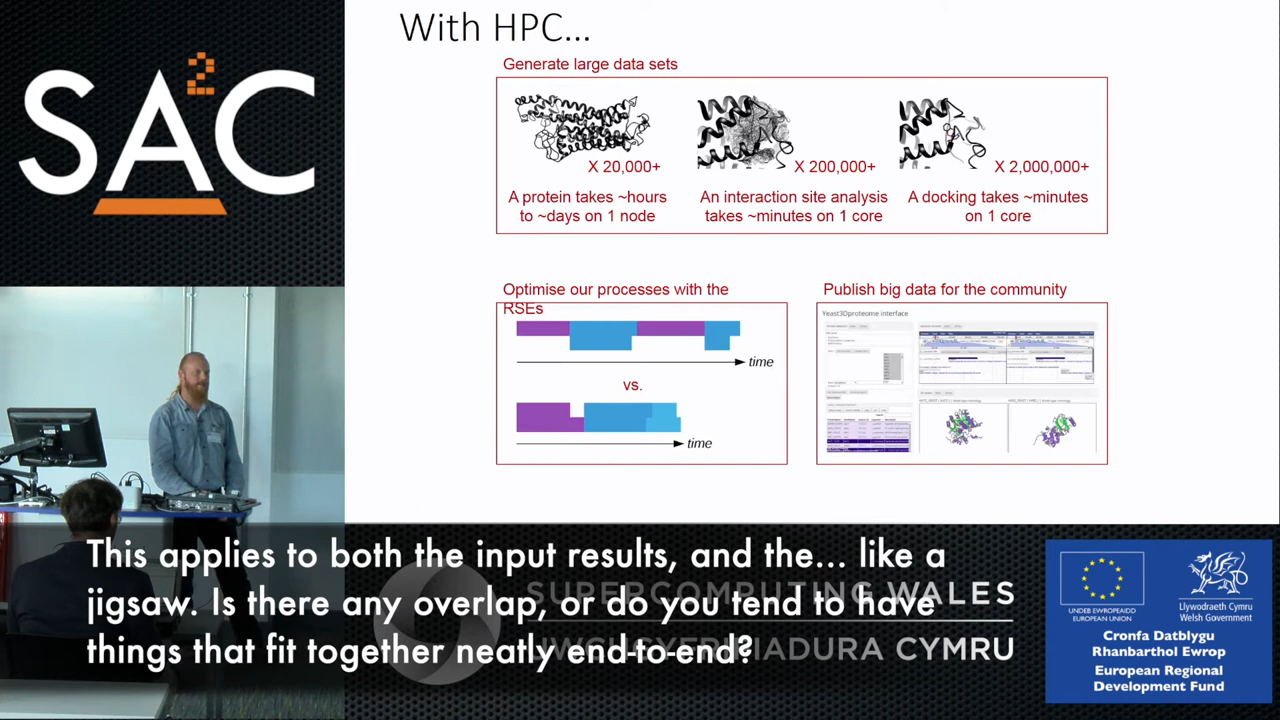 SA²C
With HPC...
Generate large data sets
X 20,000+
X 200,000+
X 2,000,000+
A protein takes ~hours
to ~days on 1 node
An interaction site analysis
takes ~minutes on 1 core
A docking takes ~minutes
on 1 core
Optimise our processes with the
RSEs
time
vs.
time
Publish big data for the community
Yeast3Dproteome interface
This applies to both the input results, and the... like a
jigsaw. Is there any overlap, or do you tend to have
things that fit together neatly end-to-end?
SUPERCOMPUTING WALES
CYMRU
UNDEB EWROPEAIDD
EUROPEAN UNION
Llywodraeth Cymru
Welsh Government
Cronfa Datblygu
Rhanbarthol Ewrop
European Regional
Development Fund